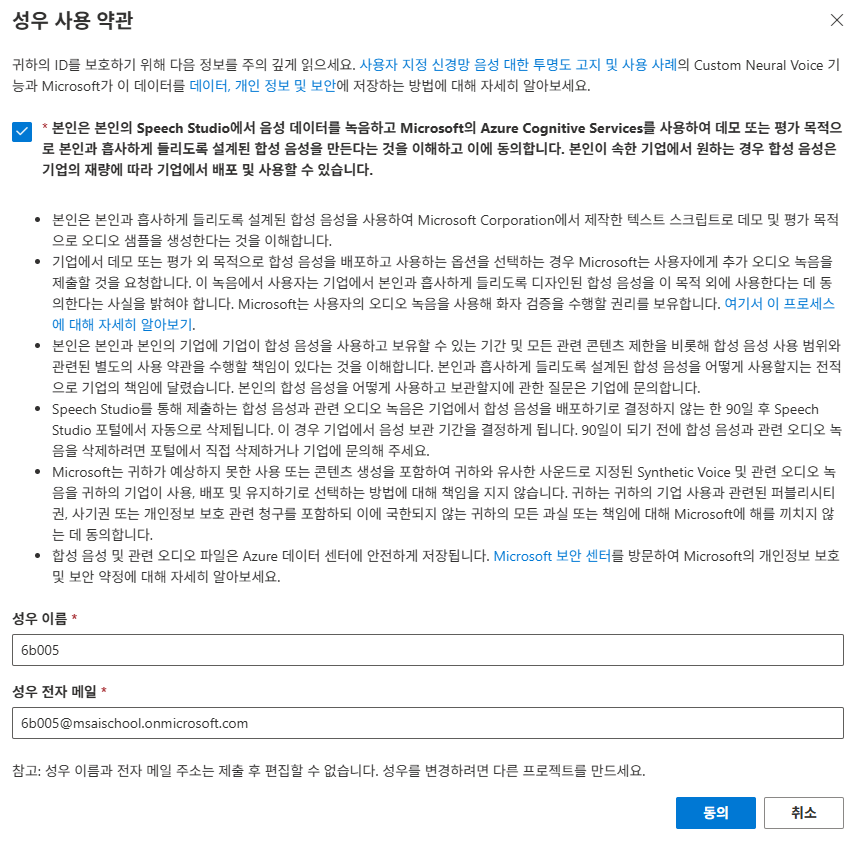 성우 사용 약관
귀하의 ID를 보호하기 위해 다음 정보를 주의 깊게 읽으세요. 사용자 지정 신경망 음성 대한 투명도 고지 및 사용 사례의 Custom Neural Voice 기
능과 Microsoft가 이 데이터를 데이터, 개인 정보 및 보안에 저장하는 방법에 대해 자세히 알아보세요.
* 본인은 본인의 Speech Studio에서 음성 데이터를 녹음하고 Microsoft의 Azure Cognitive Services를 사용하여 데모 또는 평가 목적으
로 본인과 흡사하게 들리도록 설계된 합성 음성을 만든다는 것을 이해하고 이에 동의합니다. 본인이 속한 기업에서 원하는 경우 합성 음성은
기업의 재량에 따라 기업에서 배포 및 사용할 수 있습니다.
• 본인은 본인과 흡사하게 들리도록 설계된 합성 음성을 사용하여 Microsoft Corporation에서 제작한 텍스트 스크립트로 데모 및 평가 목적
으로 오디오 샘플을 생성한다는 것을 이해합니다.
• 기업에서 데모 또는 평가 외 목적으로 합성 음성을 배포하고 사용하는 옵션을 선택하는 경우 Microsoft는 사용자에게 추가 오디오 녹음을
제출할 것을 요청합니다. 이 녹음에서 사용자는 기업에서 본인과 흡사하게 들리도록 디자인된 합성 음성을 이 목적 외에 사용한다는 데 동
의한다는 사실을 밝혀야 합니다. Microsoft는 사용자의 오디오 녹음을 사용해 화자 검증을 수행할 권리를 보유합니다. 여기서 이 프로세스
에 대해 자세히 알아보기.
• 본인은 본인과 본인의 기업에 기업이 합성 음성을 사용하고 보유할 수 있는 기간 및 모든 관련 콘텐츠 제한을 비롯해 합성 음성 사용 범위와
관련된 별도의 사용 약관을 수행할 책임이 있다는 것을 이해합니다. 본인과 흡사하게 들리도록 설계된 합성 음성을 어떻게 사용할지는 전적
으로 기업의 책임에 달렸습니다. 본인의 합성 음성을 어떻게 사용하고 보관할지에 관한 질문은 기업에 문의합니다.
• Speech Studio를 통해 제출하는 합성 음성과 관련 오디오 녹음은 기업에서 합성 음성을 배포하기로 결정하지 않는 한 90일 후 Speech
Studio 포털에서 자동으로 삭제됩니다. 이 경우 기업에서 음성 보관 기간을 결정하게 됩니다. 90일이 되기 전에 합성 음성과 관련 오디오 녹
음을 삭제하려면 포털에서 직접 삭제하거나 기업에 문의해 주세요.
• Microsoft는 귀하가 예상하지 못한 사용 또는 콘텐츠 생성을 포함하여 귀하와 유사한 사운드로 지정된 Synthetic Voice 및 관련 오디오 녹
음을 귀하의 기업이 사용, 배포 및 유지하기로 선택하는 방법에 대해 책임을 지지 않습니다. 귀하는 귀하의 기업 사용과 관련된 퍼블리시티
권, 사기권 또는 개인정보 보호 관련 청구를 포함하되 이에 국한되지 않는 귀하의 모든 과실 또는 책임에 대해 Microsoft에 해를 끼치지 않
는 데 동의합니다.
• 합성 음성 및 관련 오디오 파일은 Azure 데이터 센터에 안전하게 저장됩니다. Microsoft 보안 센터를 방문하여 Microsoft의 개인정보 보호
및 보안 약정에 대해 자세히 알아보세요.
성우 이름 *
6b005
성우 전자 메일 *
6b005@msaischool.onmicrosoft.com
참고: 성우 이름과 전자 메일 주소는 제출 후 편집할 수 없습니다. 성우를 변경하려면 다른 프로젝트를 만드세요.
동의 취소